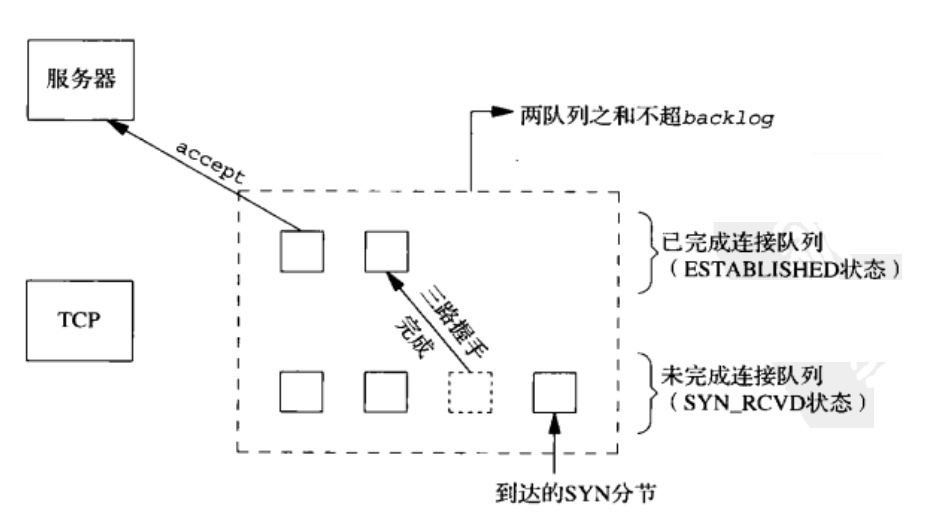 服务器
两队列之和不超backlog
accept
已完成连接队列
（ESTABLISHED状态）
三路握手
完成
TCP
未完成连接队列
（SYN_RCVD状态）
到达的SYN分节